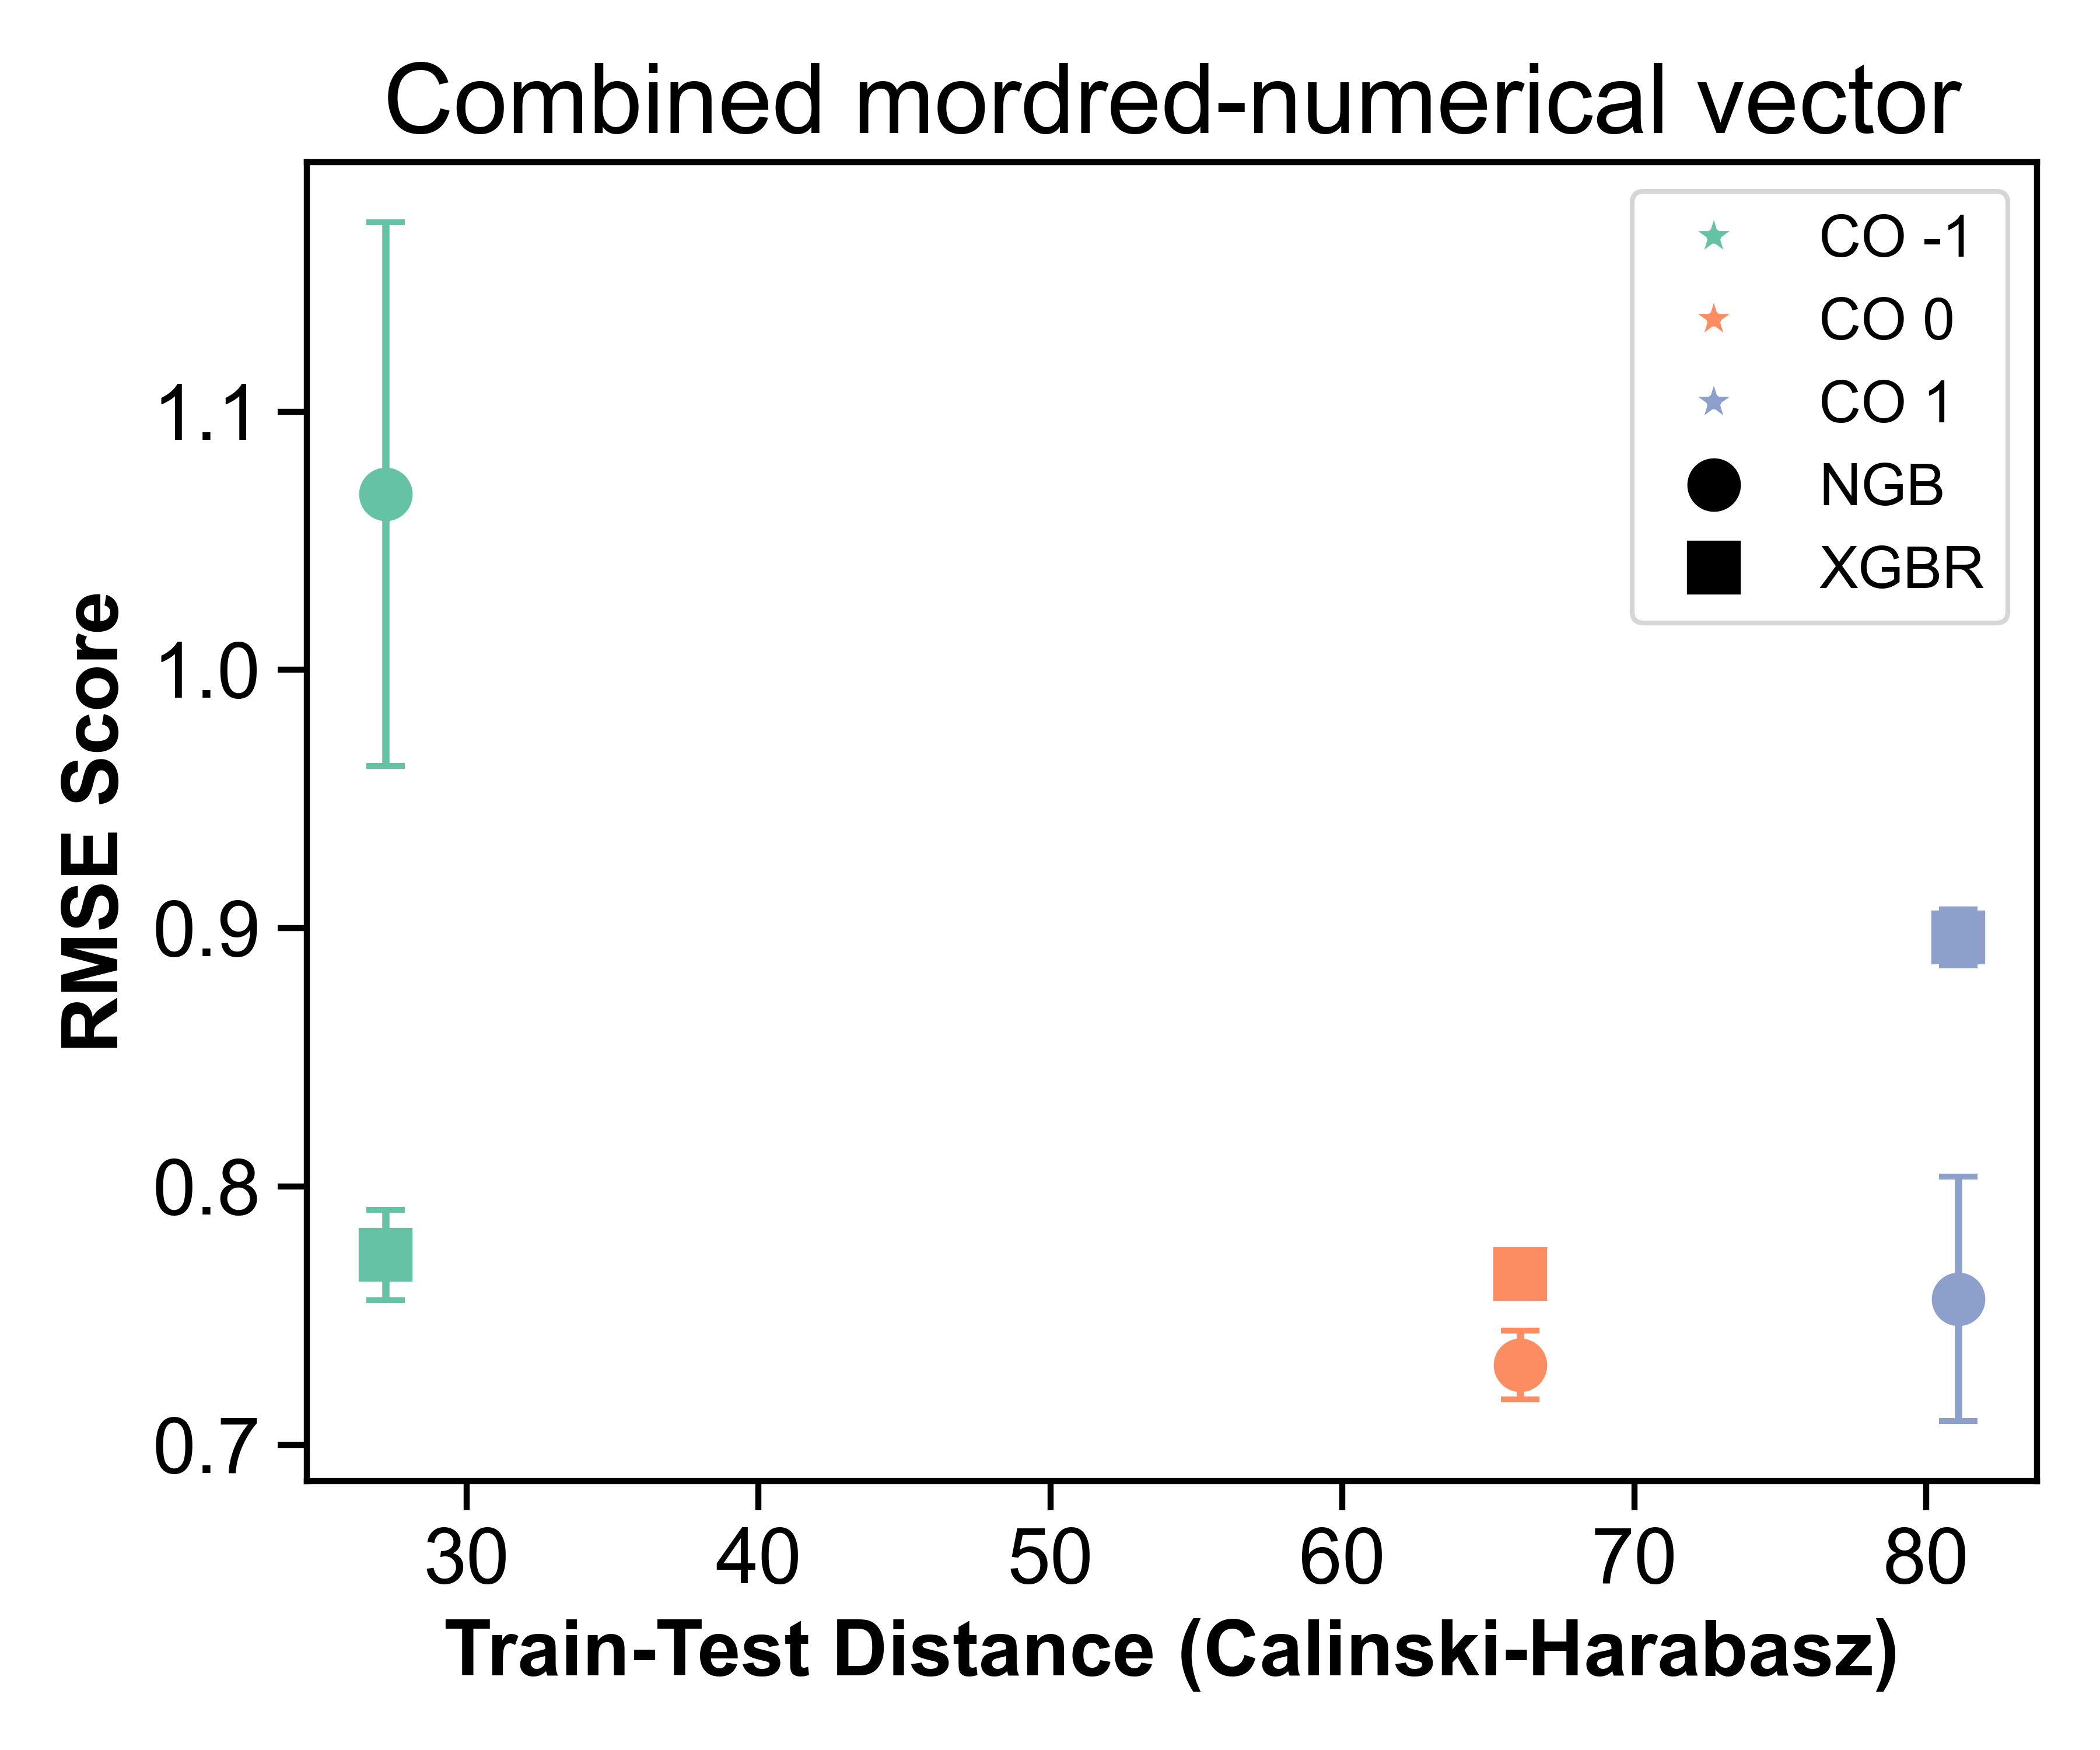 Combined mordred-numerical vector
CO -1
CO 0
CO 1
NGB
XGBR
RMSE Score
1.1
1.0
0.9
0.8
0.7
30 40 50 60 70 80
Train-Test Distance (Calinski-Harabasz)